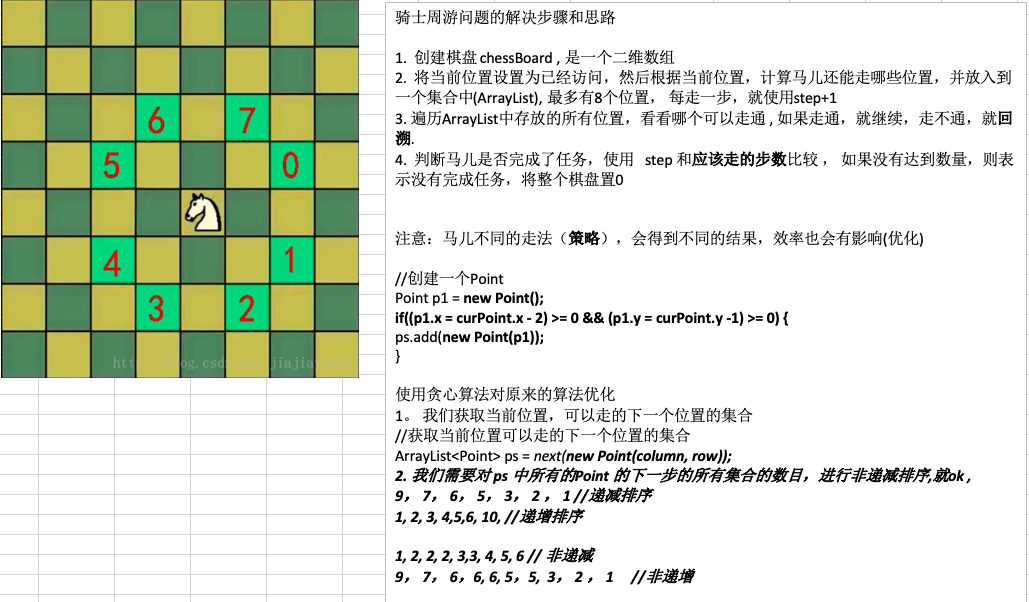 6
7
5
0
4
1
3
2
骑士周游问题的解决步骤和思路
1. 创建棋盘 chessBoard , 是一个二维数组
2. 将当前位置设置为已经访问，然后根据当前位置，计算马儿还能走哪些位置，并放入到
一个集合中(ArrayList), 最多有8个位置， 每走一步，就使用step+1
3. 遍历ArrayList中存放的所有位置，看看哪个可以走通 , 如果走通，就继续，走不通，就回
溯.
4. 判断马儿是否完成了任务，使用 step 和应该走的步数比较 ， 如果没有达到数量，则表
示没有完成任务，将整个棋盘置0
注意：马儿不同的走法（策略），会得到不同的结果，效率也会有影响(优化)
//创建一个Point
Point p1 = new Point();
if((p1.x = curPoint.x - 2) >= 0 && (p1.y = curPoint.y -1) >= 0) {
ps.add(new Point(p1));
}
使用贪心算法对原来的算法优化
1。 我们获取当前位置，可以走的下一个位置的集合
//获取当前位置可以走的下一个位置的集合
ArrayList<Point> ps = next(new Point(column, row));
2. 我们需要对 ps 中所有的Point 的下一步的所有集合的数目，进行非递减排序,就ok ,
9， 7， 6， 5， 3， 2 ， 1 //递减排序
1, 2, 3, 4,5,6, 10, //递增排序
1, 2, 2, 2, 3,3, 4, 5, 6 // 非递减
9， 7， 6，6, 6, 5，5, 3， 2 ， 1 //非递增